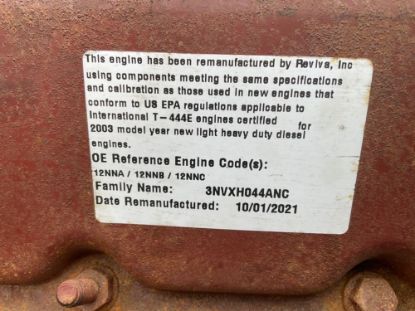 This engine has been remanufactured by Reviva, Inc
using components meeting the same specifications
and calibration as those used in new engines that
conform to US EPA regulations applicable to
International T-444E engines certified for
2003 model year new light heavy duty diesel
engines.
OE Reference Engine Code(s):
12NNA / 12NNB / 12NNC
Family Name: 3NVXH044ANC
Date Remanufactured: 10/01/2021